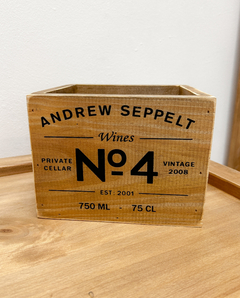 ANDREW SEPPELT
Wines
PRIVATE CELLAR
Nº4
VINTAGE 2008
EST. 2001
750 ML - 75 CL